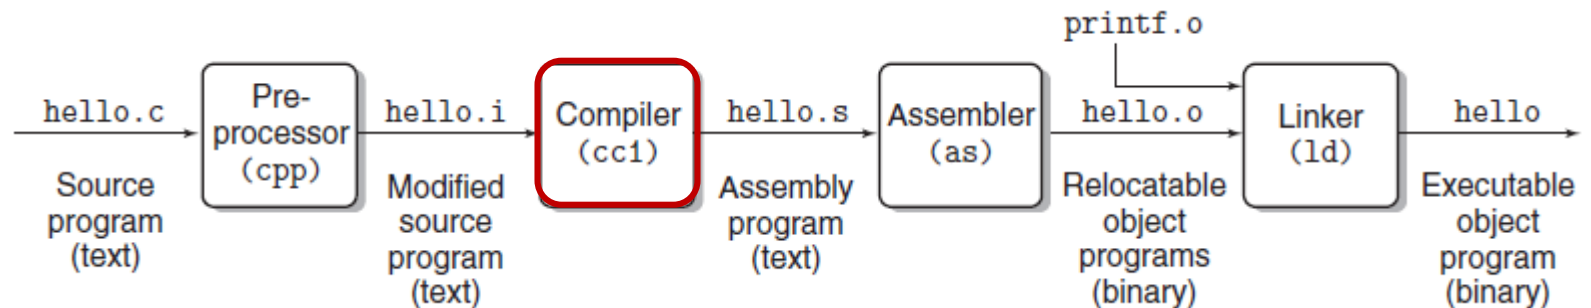 printf.o
hello.c
Pre-
processor
(cpp)
hello.i
Compiler
(cc1)
hello.s
Assembler
(as)
hello.o
Linker
(ld)
hello
Source
program
(text)
Modified
source
program
(text)
Assembly
program
(text)
Relocatable
object
programs
(binary)
Executable
object
program
(binary)